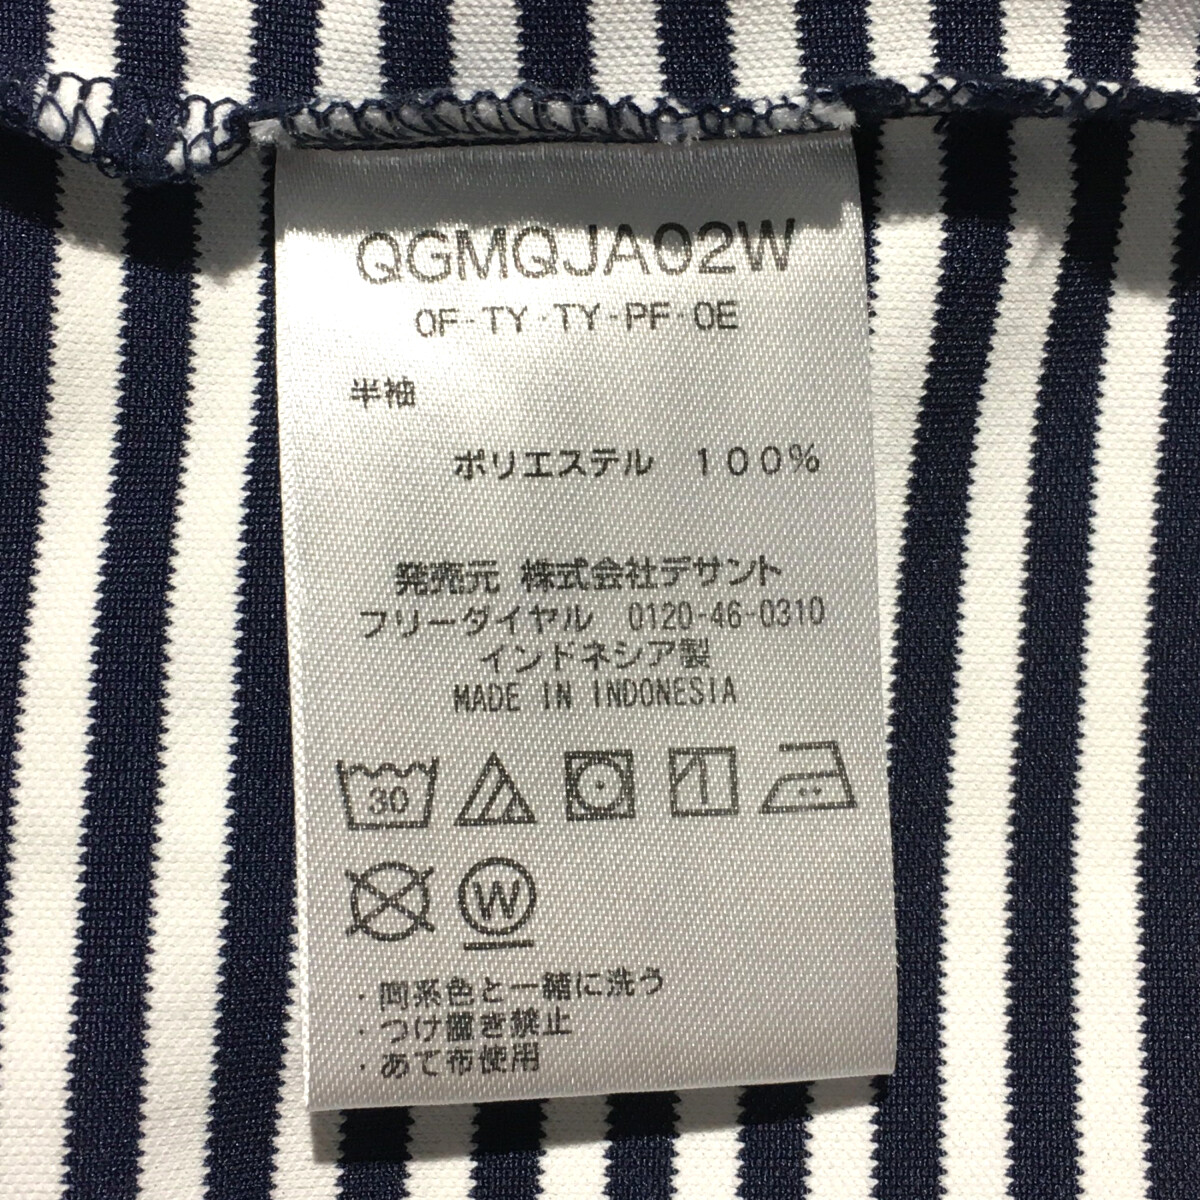 QGMQJA02W
0F-TY-TY-PF-0E
半袖
ポリエステル 100%
発売元 株式会社デサント
フリーダイヤル 0120-46-0310
インドネシア製
MADE IN INDONESIA
30 1
W
・同系色と一緒に洗う
・つけ置き禁止
・あて布使用